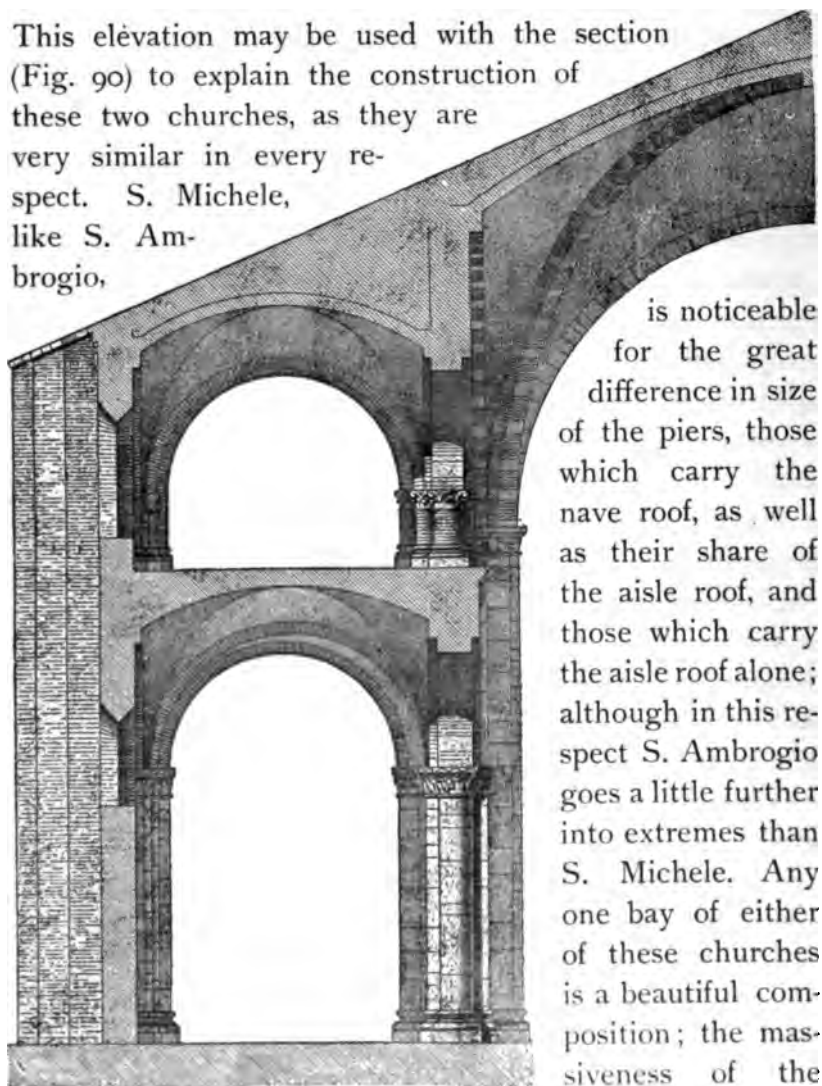 This elevation may be used with the section
(Fig. 90) to explain the construction of
these two churches, as they are
very similar in every re-
spect. S. Michele,
like S. Am-
brogio,
is noticeable
for the great
difference in size
of the piers, those
which carry the
nave roof, as well
as their share of
the aisle roof, and
those which carry
the aisle roof alone;
although in this re-
spect S. Ambrogio
goes a little further
into extremes than
S. Michele. Any
one bay of either
of these churches
is a beautiful com-
position; the mas-
siveness of the